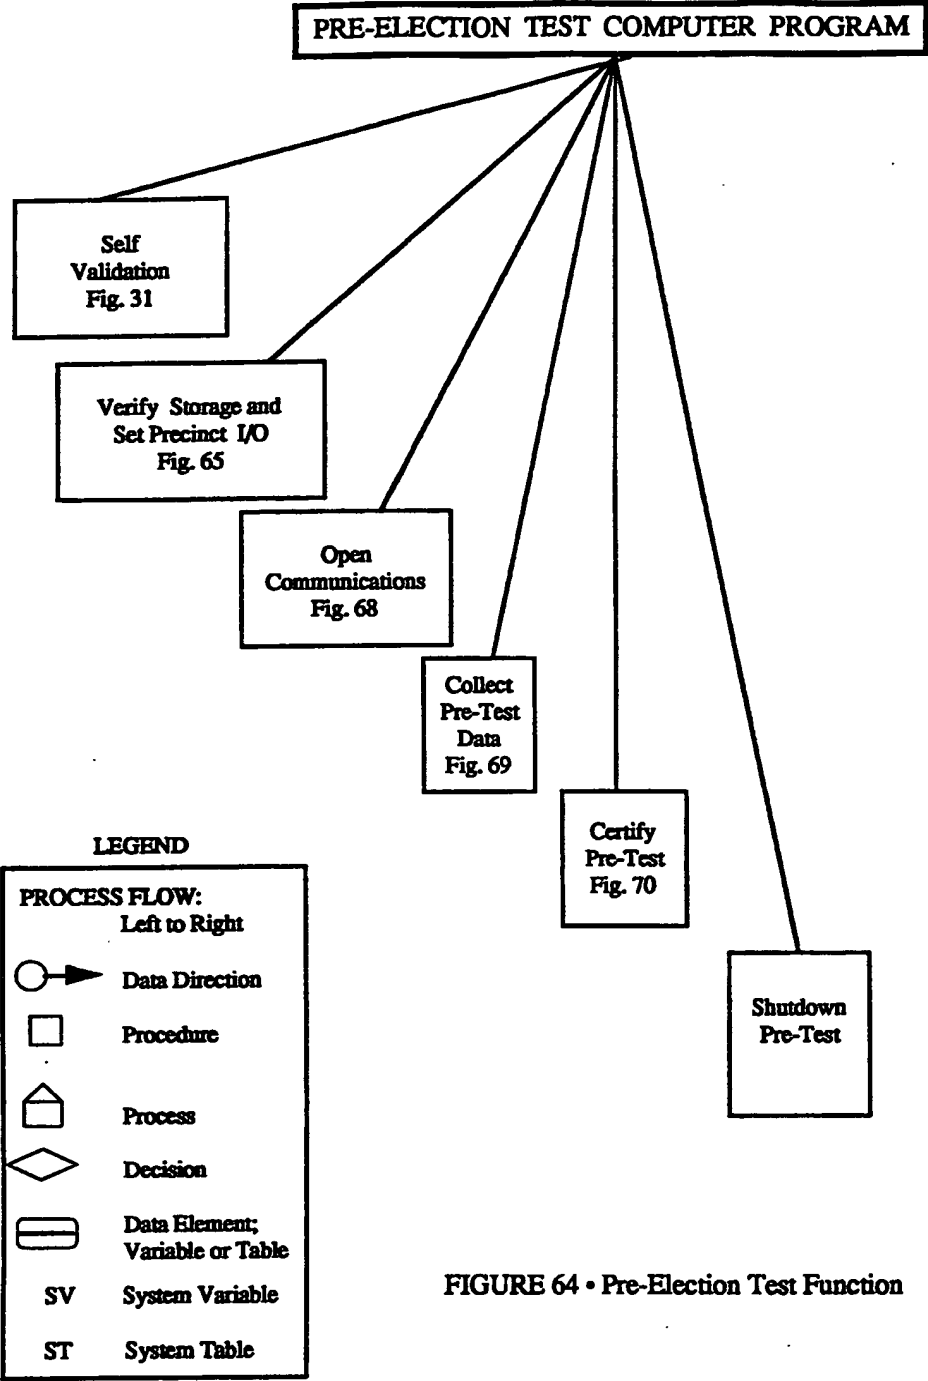 PRE-ELECTION TEST COMPUTER PROGRAM
Self
Validation
Fig. 31
Verify Storage and
Set Precinct I/O
Fig. 65
Open
Communications
Fig. 68
Collect
Pre-Test
Data
Fig. 69
Certify
Pre-Test
Fig. 70
Shutdown
Pre-Test
LEGEND
PROCESS FLOW:
Left to Right
Data Direction
Procedure
Process
Decision
Data Element;
Variable or Table
SV System Variable
ST System Table
FIGURE 64 • Pre-Election Test Function